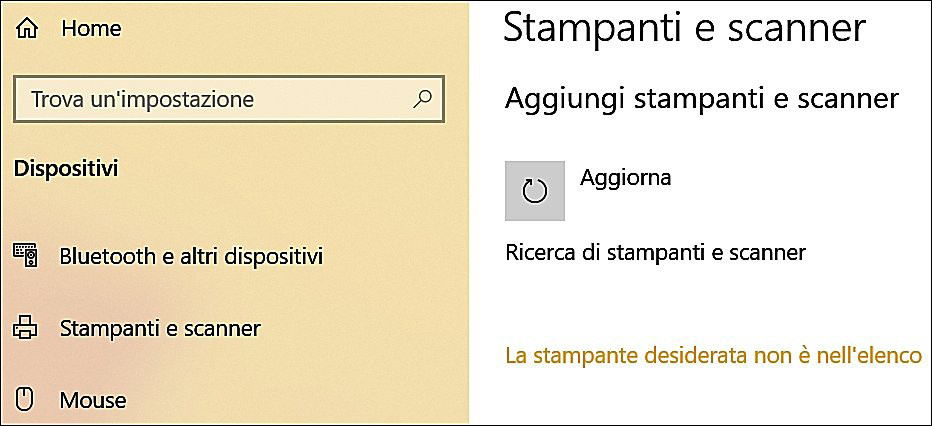 Home
Trova un'impostazione
Dispositivi
Bluetooth e altri dispositivi
Stampanti e scanner
Mouse
Stampanti e scanner
Aggiungi stampanti e scanner
Aggiorna
Ricerca di stampanti e scanner
La stampante desiderata non è nell'elenco